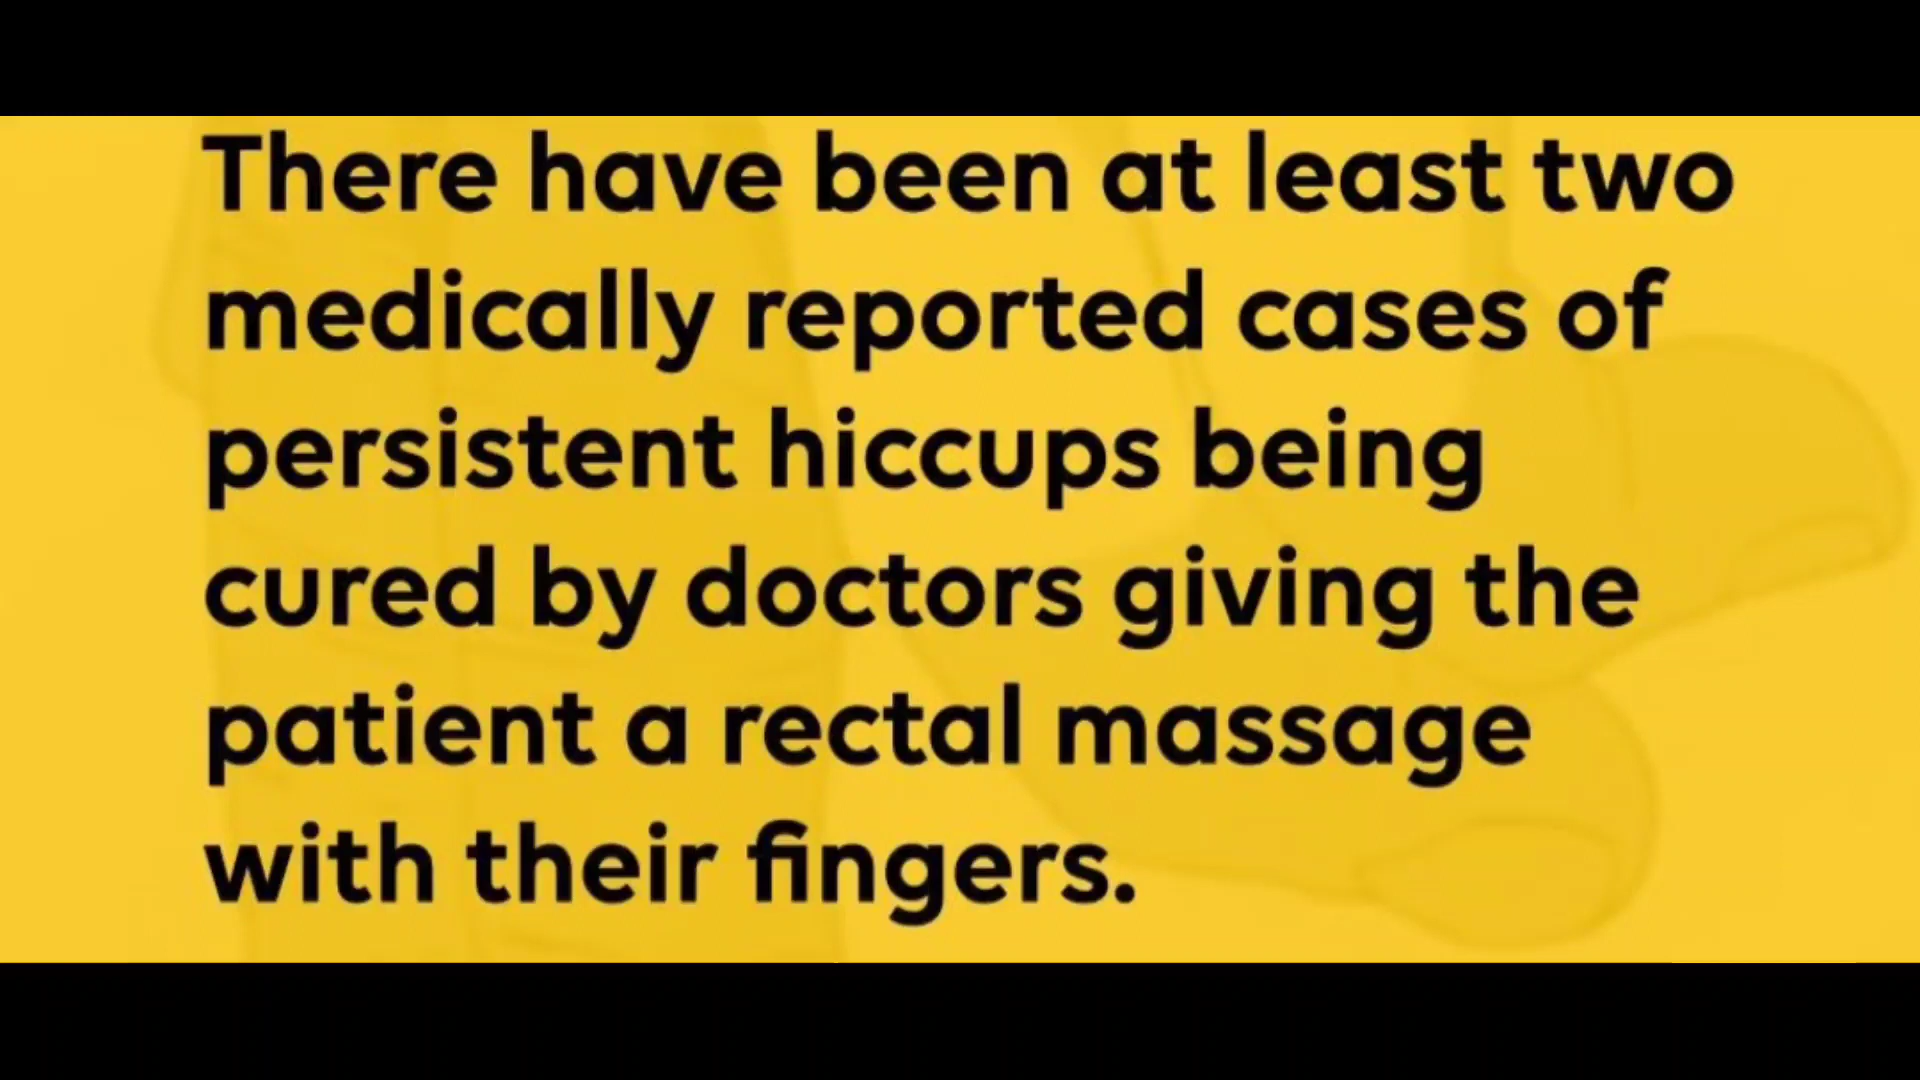 There have been at least two
medically reported cases of
persistent hiccups being
cured by doctors giving the
patient a rectal massage
with their fingers.